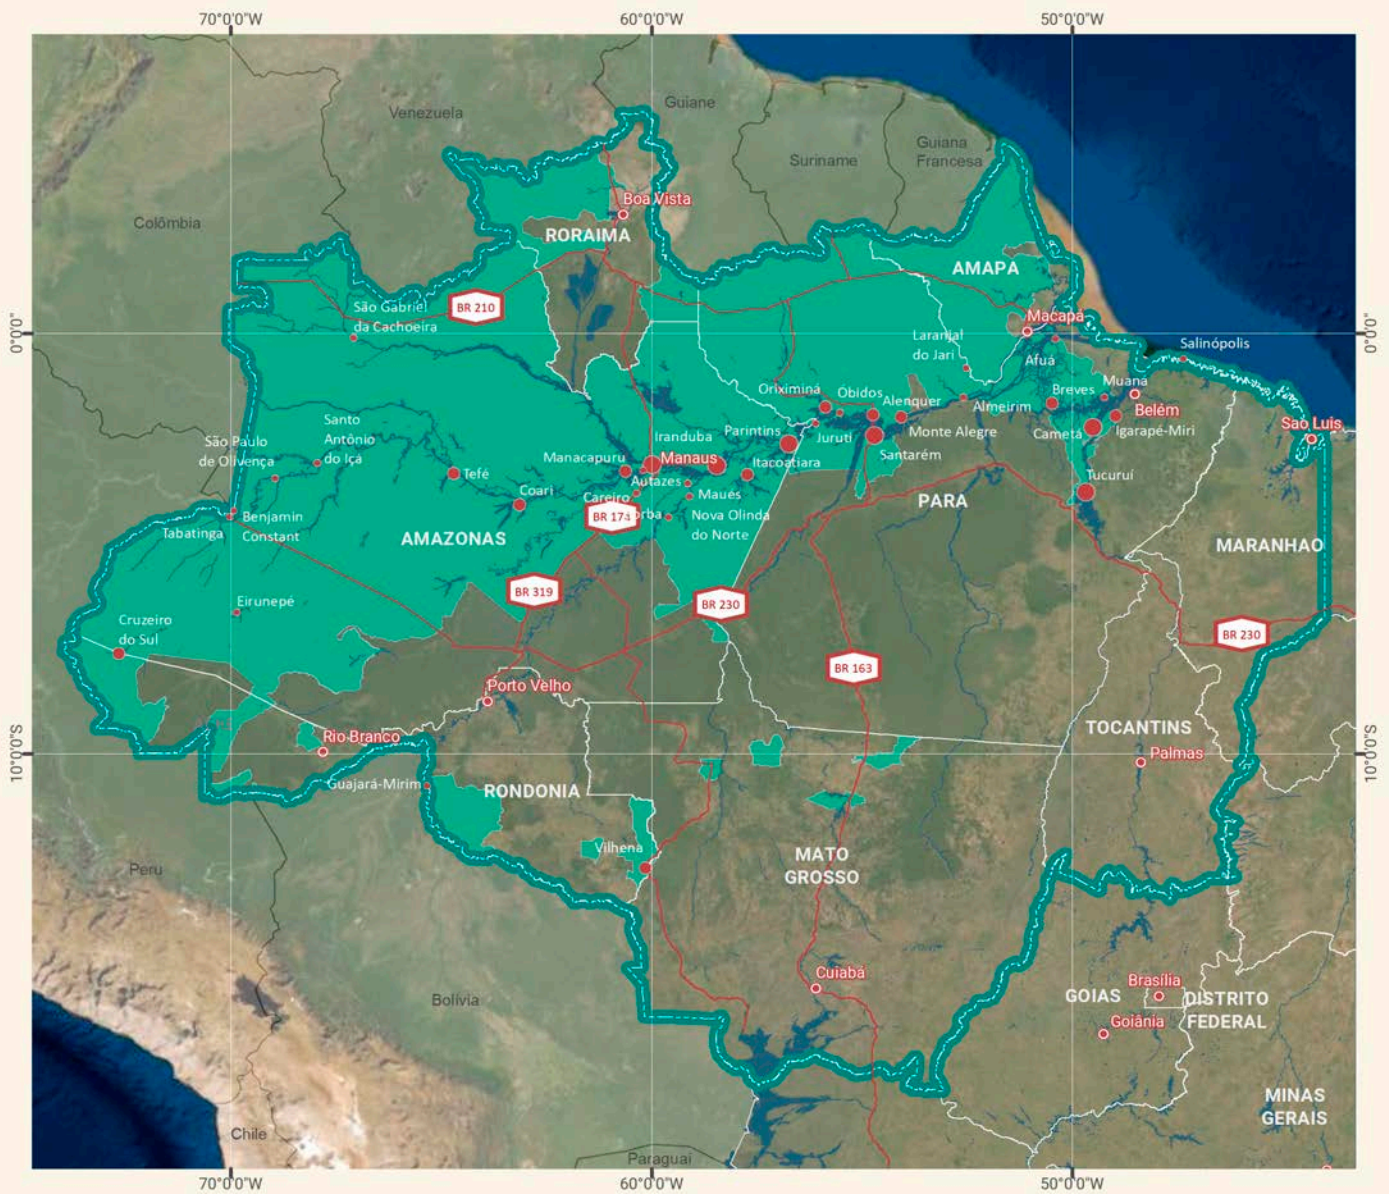 70°0'0"W
60°0'0"W
50°0'0"W
Venezuela
Guiane
Suriname
Guiana
Francesa
Colômbia
Boa Vista
RORAIMA
AMAPA
BR 210
São Gabriel
da Cachoeira
Macapá
0°0'0"
0°0'0"
Laranjal
do Jari
Afuá
Salinópolis
Oriximiná
Óbidos
Alenquer
Breves
Muaná
Almeirim
Belém
Santo
Antônio
do Içá
São Paulo
de Olivença
Parintins
Juruti
Monte Alegre
Cametá
Igarapé-Miri
Sao Luis
Iranduba
Manacapuru
Manaus
Itacoatiara
Santarém
Tefé
Autazes
Tucuruí
Coari
Careiro
Maués
PARA
BR 174
orba
Nova Olinda
do Norte
Benjamin
Constant
Tabatinga
AMAZONAS
MARANHAO
BR 319
BR 230
Eirunepé
Cruzeiro
do Sul
BR 230
BR 163
Porto Velho
Rio Branco
TOCANTINS
Palmas
10°0'0"S
10°0'0"S
Guajará-Mirim
RONDONIA
Vilhena
MATO
GROSSO
Peru
Cuiabá
Bolívia
Brasília
GOIAS
DISTRITO
FEDERAL
Goiânia
MINAS
GERAIS
Chile
Paraguai
70°0'0"W
60°0'0"W
50°0'0"W